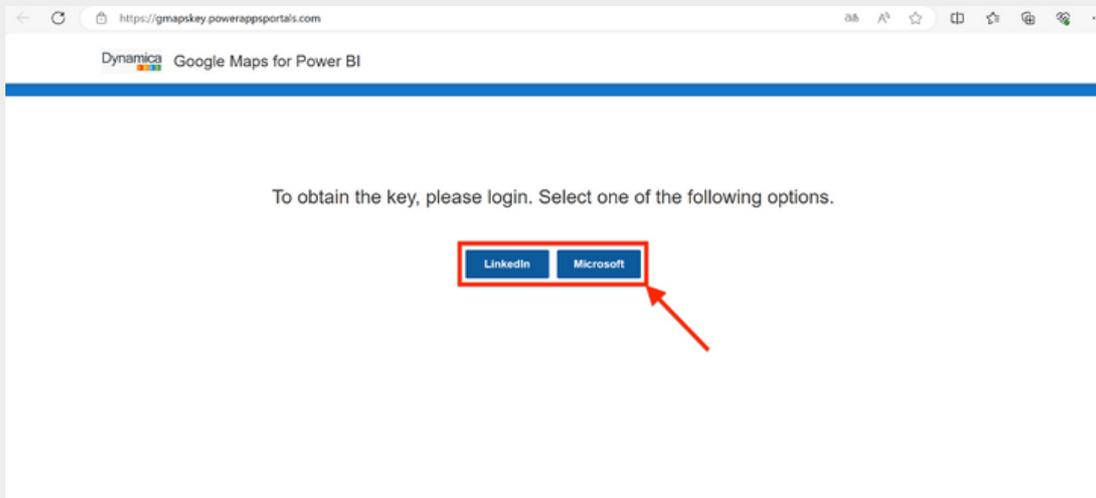 https://gmapskey.powerappsportals.com
Dynamica Google Maps for Power BI
To obtain the key, please login. Select one of the following options.
LinkedIn Microsoft